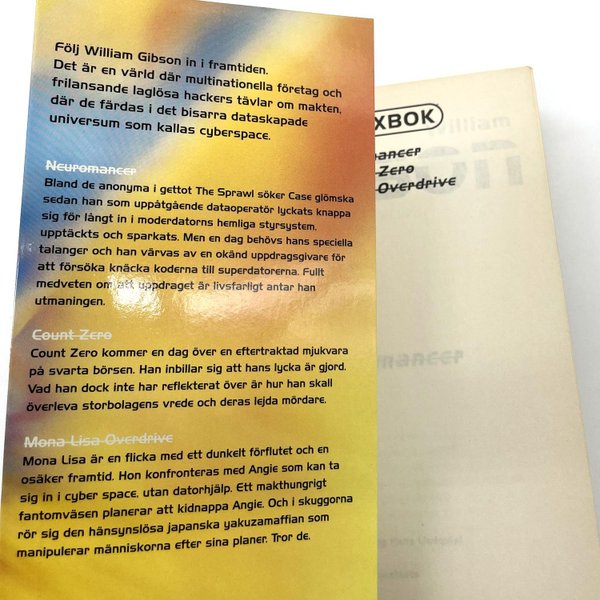 Följ William Gibson in i framtiden.
Det är en värld där multinationella företag och
frilansande laglösa hackers tävlar om makten,
där de färdas i det bisarra dataskapade
universum som kallas cyberspace.
Neuromancer
Bland de anonyma i gettot The Sprawl söker Case glömska
sedan han som uppåtgående dataoperatör lyckats knappa
sig för långt in i moderdatorns hemliga styrsystem,
upptäckts och sparkats. Men en dag behövs hans speciella
talanger och han värvas av en okänd uppdragsgivare för
att försöka knäcka koderna till superdatorerna. Fullt
medveten om att uppdraget är livsfarligt antar han
utmaningen.
Count Zero
Count Zero kommer en dag över en eftertraktad mjukvara
på svarta börsen. Han inbillar sig att hans lycka är gjord.
Vad han dock inte har reflekterat över är hur han skall
överleva storbolagens vrede och deras lejda mördare.
Mona Lisa Overdrive
Mona Lisa är en flicka med ett dunkelt förflutet och en
osäker framtid. Hon konfronteras med Angie som kan ta
sig in i cyber space, utan datorhjälp. Ett makthungrigt
fantomväsen planerar att kidnappa Angie. Och i skuggorna
rör sig den hänsynslösa japanska yakuzamaffian som
manipulerar människorna efter sina planer. Tror de.
XBOK
mancer
Zero
Overdrive
William
mancer